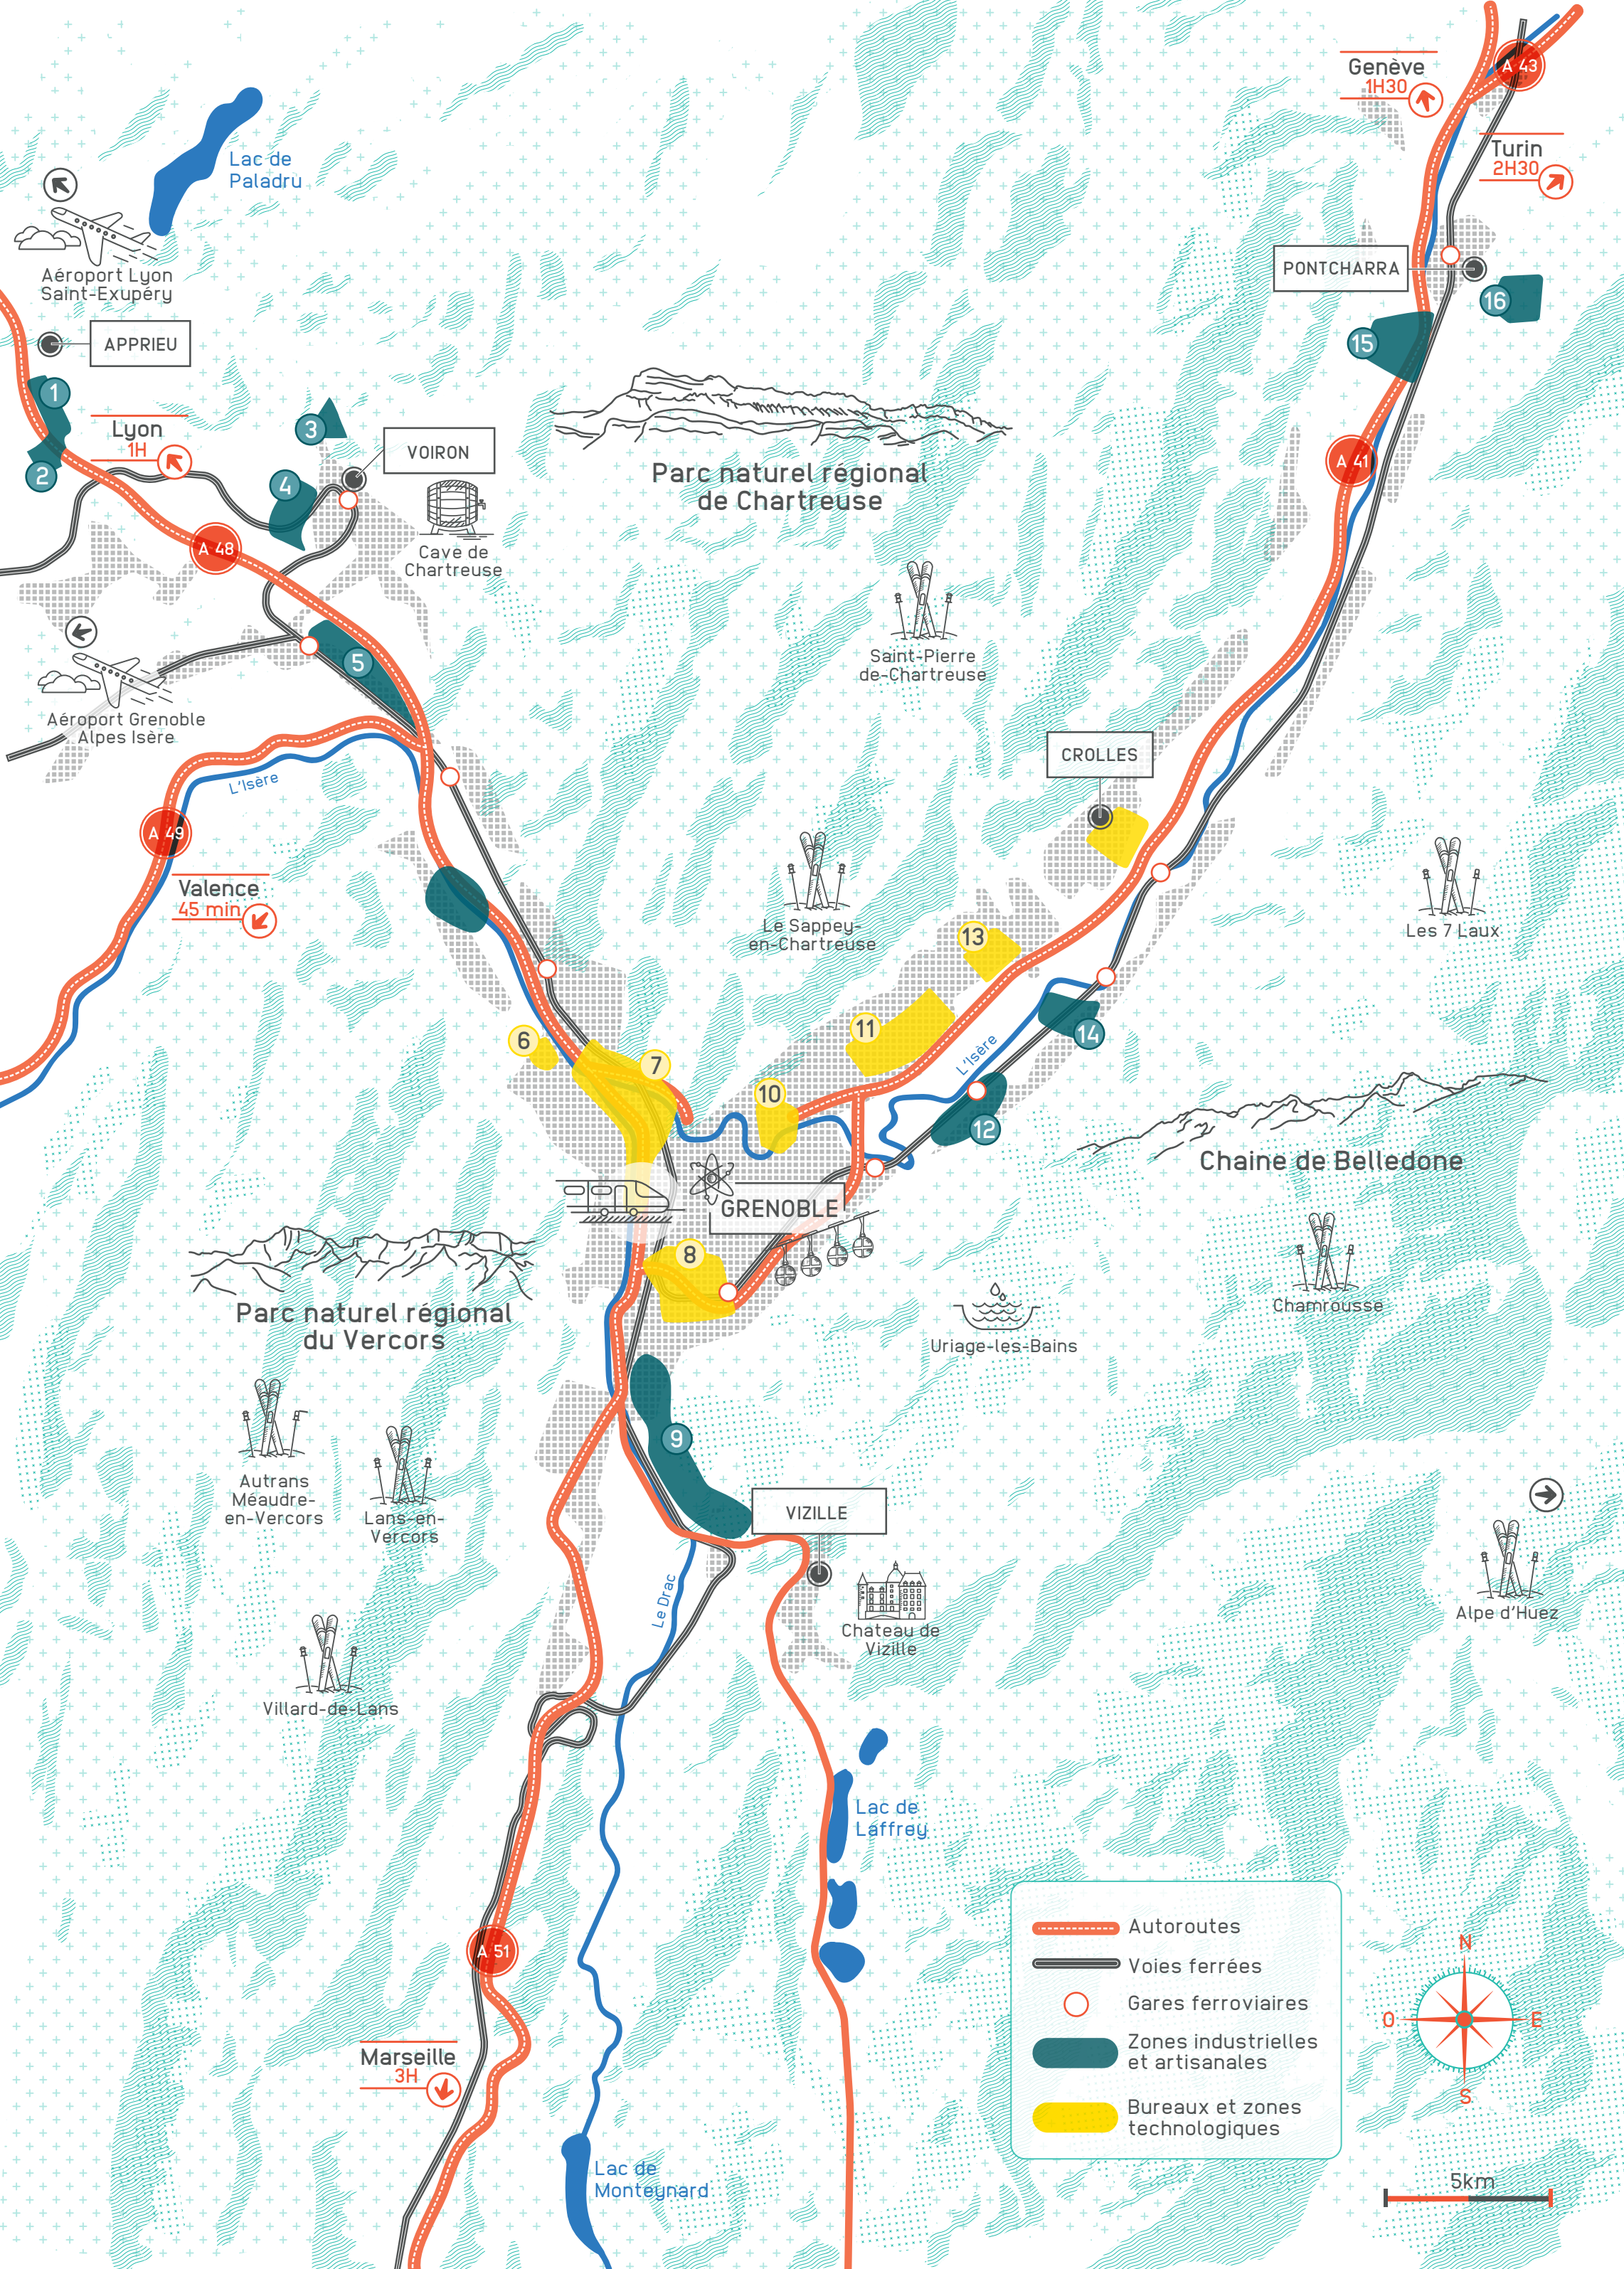 Genève
1H30
A 43
Turin
2H30
Lac de
Paladru
Aéroport Lyon
Saint-Exupéry
PONTCHARRA
16
APPRIEU
15
1
Lyon
1H
2
3
VOIRON
4
Cave de
Chartreuse
A 48
Parc naturel régional
de Chartreuse
A 41
5
Saint-Pierre
de-Chartreuse
Aéroport Grenoble
Alpes Isère
L'Isère
CROLLES
A 49
Valence
45 min
Le Sappey-
en-Chartreuse
Les 7 Laux
13
11
14
L'Isère
6
7
10
12
Chaine de Belledone
GRENOBLE
8
Parc naturel régional
du Vercors
Uriage-les-Bains
Chamrousse
9
Autrans
Méaudre-
en-Vercors
Lans-en-
Vercors
VIZILLE
Le Drac
Chateau de
Vizille
Alpe d'Huez
Villard-de-Lans
Lac de
Laffrey
A 51
Marseille
3H
Lac de
Monteynard
Autoroutes
Voies ferrées
Gares ferroviaires
Zones industrielles
et artisanales
Bureaux et zones
technologiques
N
O
E
S
5km